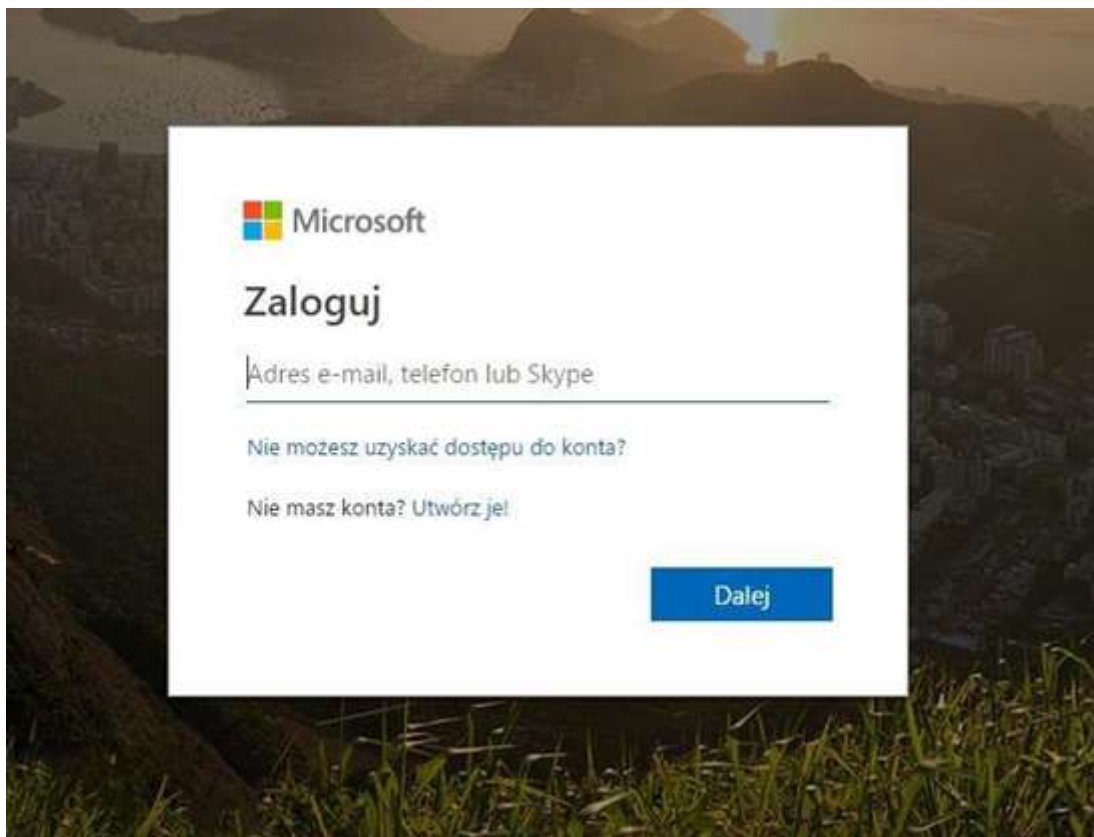 Microsoft
Zaloguj
Adres e-mail, telefon lub Skype
Nie możesz uzyskać dostępu do konta?
Nie masz konta? Utwórz je!
Dalej